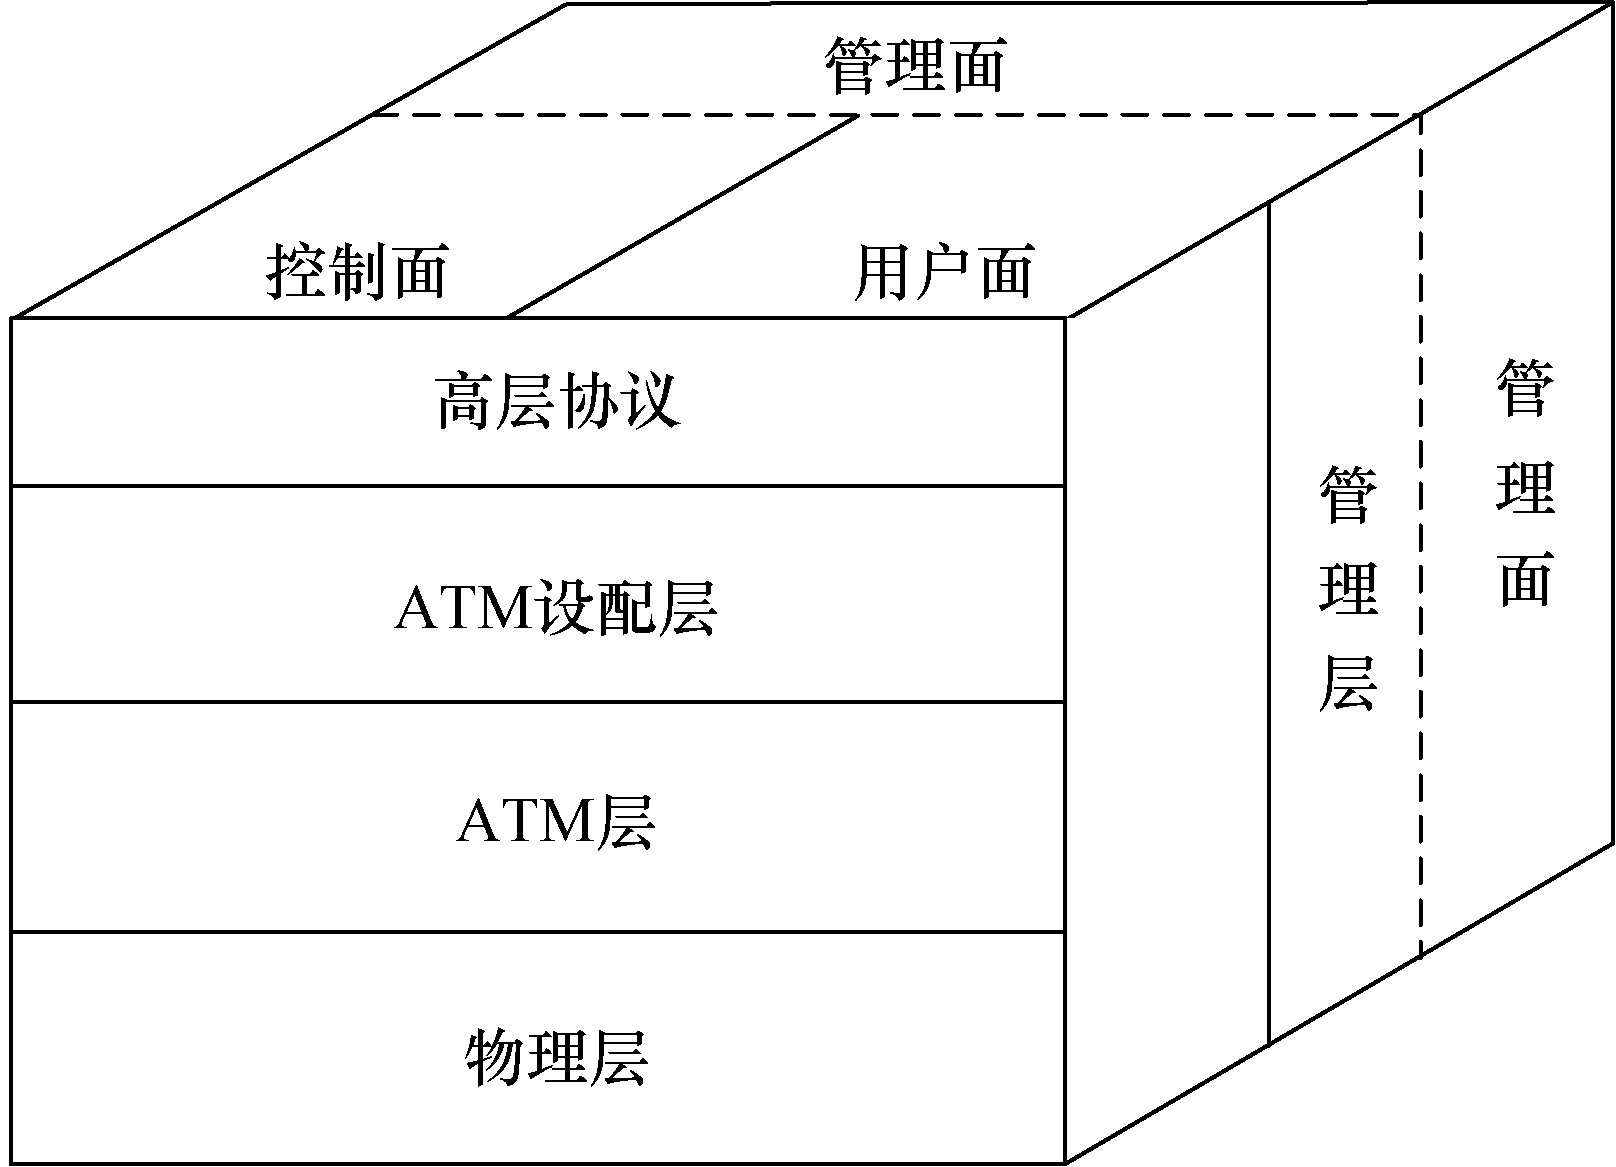 管理面
控制面
用户面
高层协议
ATM设配层
ATM层
物理层
管理层
管理面